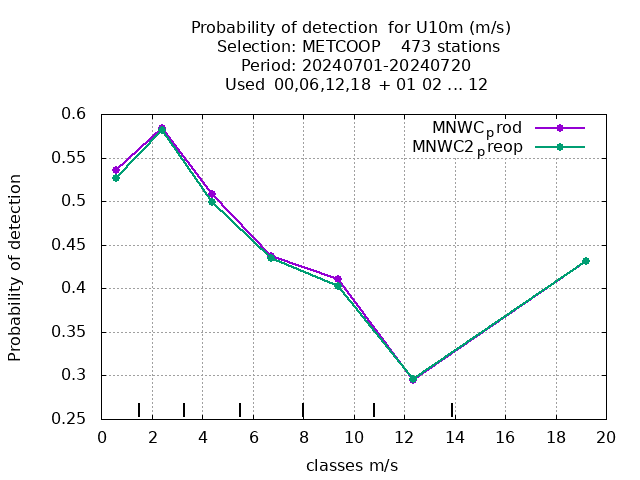 Probability of detection  for U10m (m/s)
Selection: METCOOP    473 stations
Period: 20240701-20240720
Used  00,06,12,18 + 01 02 ... 12
MNWCprod
MNWC2preop
0.6
0.55
0.5
0.45
0.4
0.35
0.3
0.25
Probability of detection
0 2 4 6 8 10 12 14 16 18 20
classes m/s